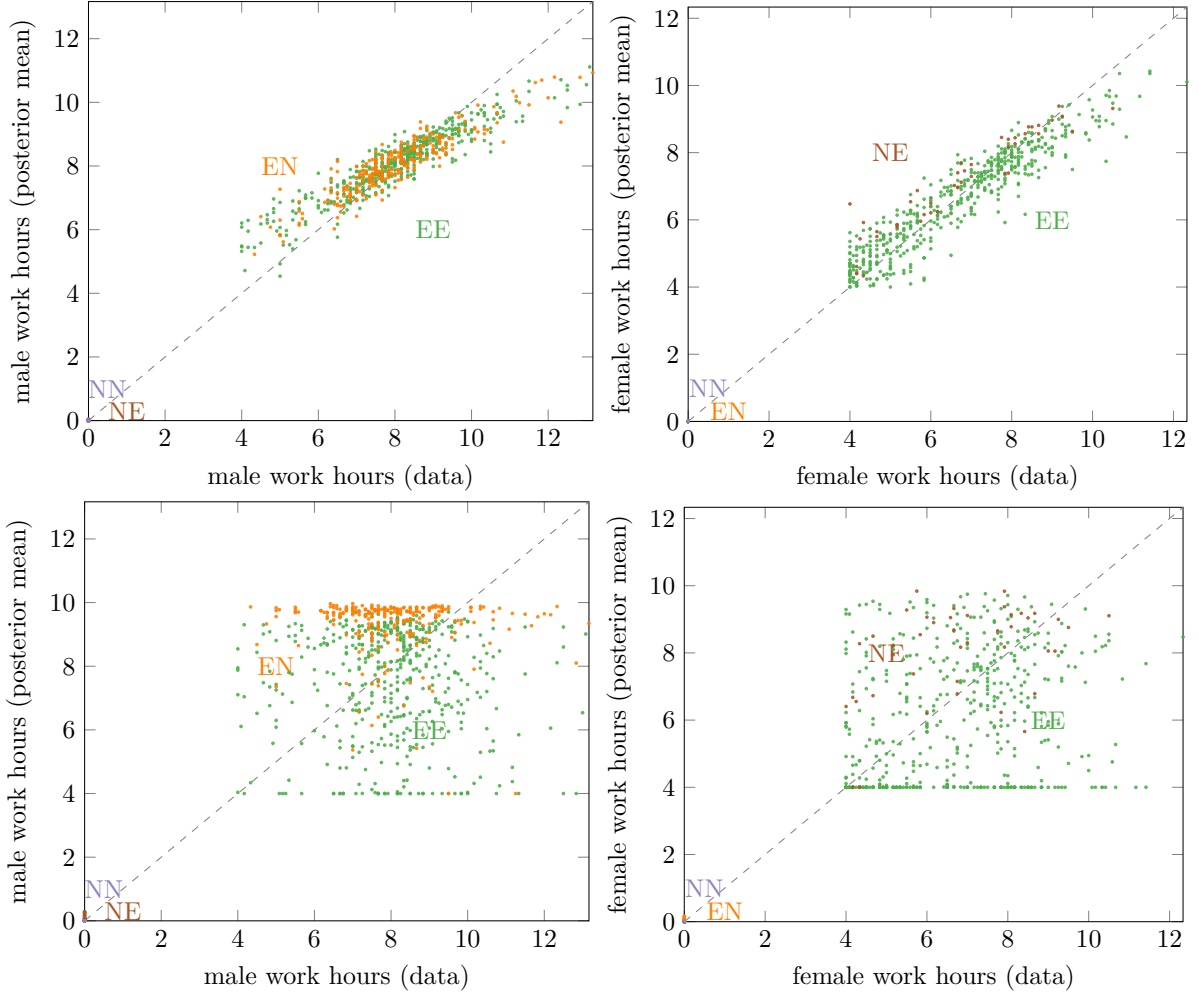 male work hours (posterior mean)
12
10
8
6
4
2
0
EN
EE
NN
NE
0 2 4 6 8 10 12
male work hours (data)
female work hours (posterior mean)
12
10
8
6
4
2
0
NE
EE
NN
EN
0 2 4 6 8 10 12
female work hours (data)
male work hours (posterior mean)
12
10
8
6
4
2
0
EN
EE
NN
NE
0 2 4 6 8 10 12
male work hours (data)
female work hours (posterior mean)
12
10
8
6
4
2
0
NE
EE
NN
EN
0 2 4 6 8 10 12
female work hours (data)